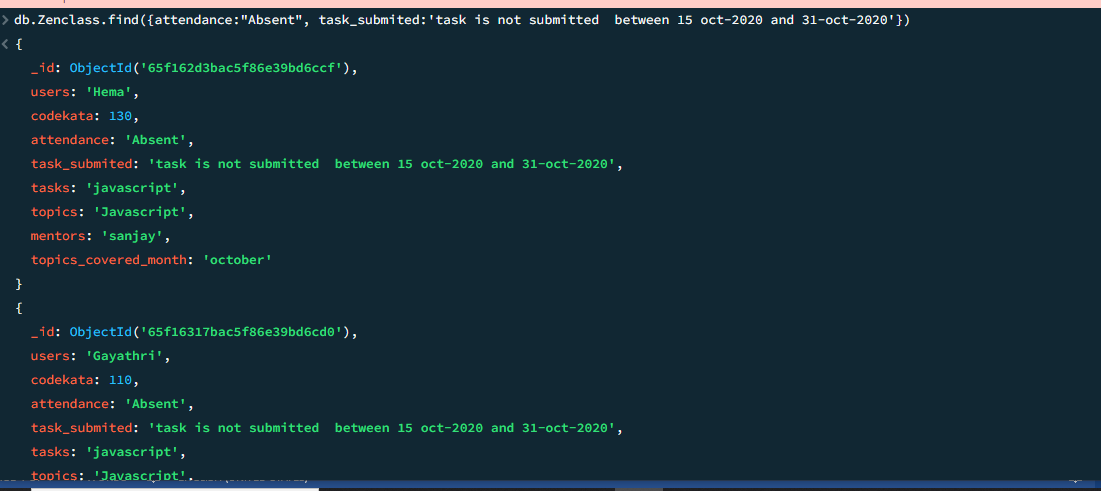 db.Zenclass.find({attendance:"Absent", task_submited:'task is not submitted  between 15 oct-2020 and 31-oct-2020'})
{
  _id: ObjectId('65f162d3bac5f86e39bd6ccf'),
  users: 'Hema',
  codekata: 130,
  attendance: 'Absent',
  task_submited: 'task is not submitted  between 15 oct-2020 and 31-oct-2020',
  tasks: 'javascript',
  topics: 'Javascript',
  mentors: 'sanjay',
  topics_covered_month: 'october'
}
{
  _id: ObjectId('65f16317bac5f86e39bd6cd0'),
  users: 'Gayathri',
  codekata: 110,
  attendance: 'Absent',
  task_submited: 'task is not submitted  between 15 oct-2020 and 31-oct-2020',
  tasks: 'javascript',
  topics: 'Javascript',